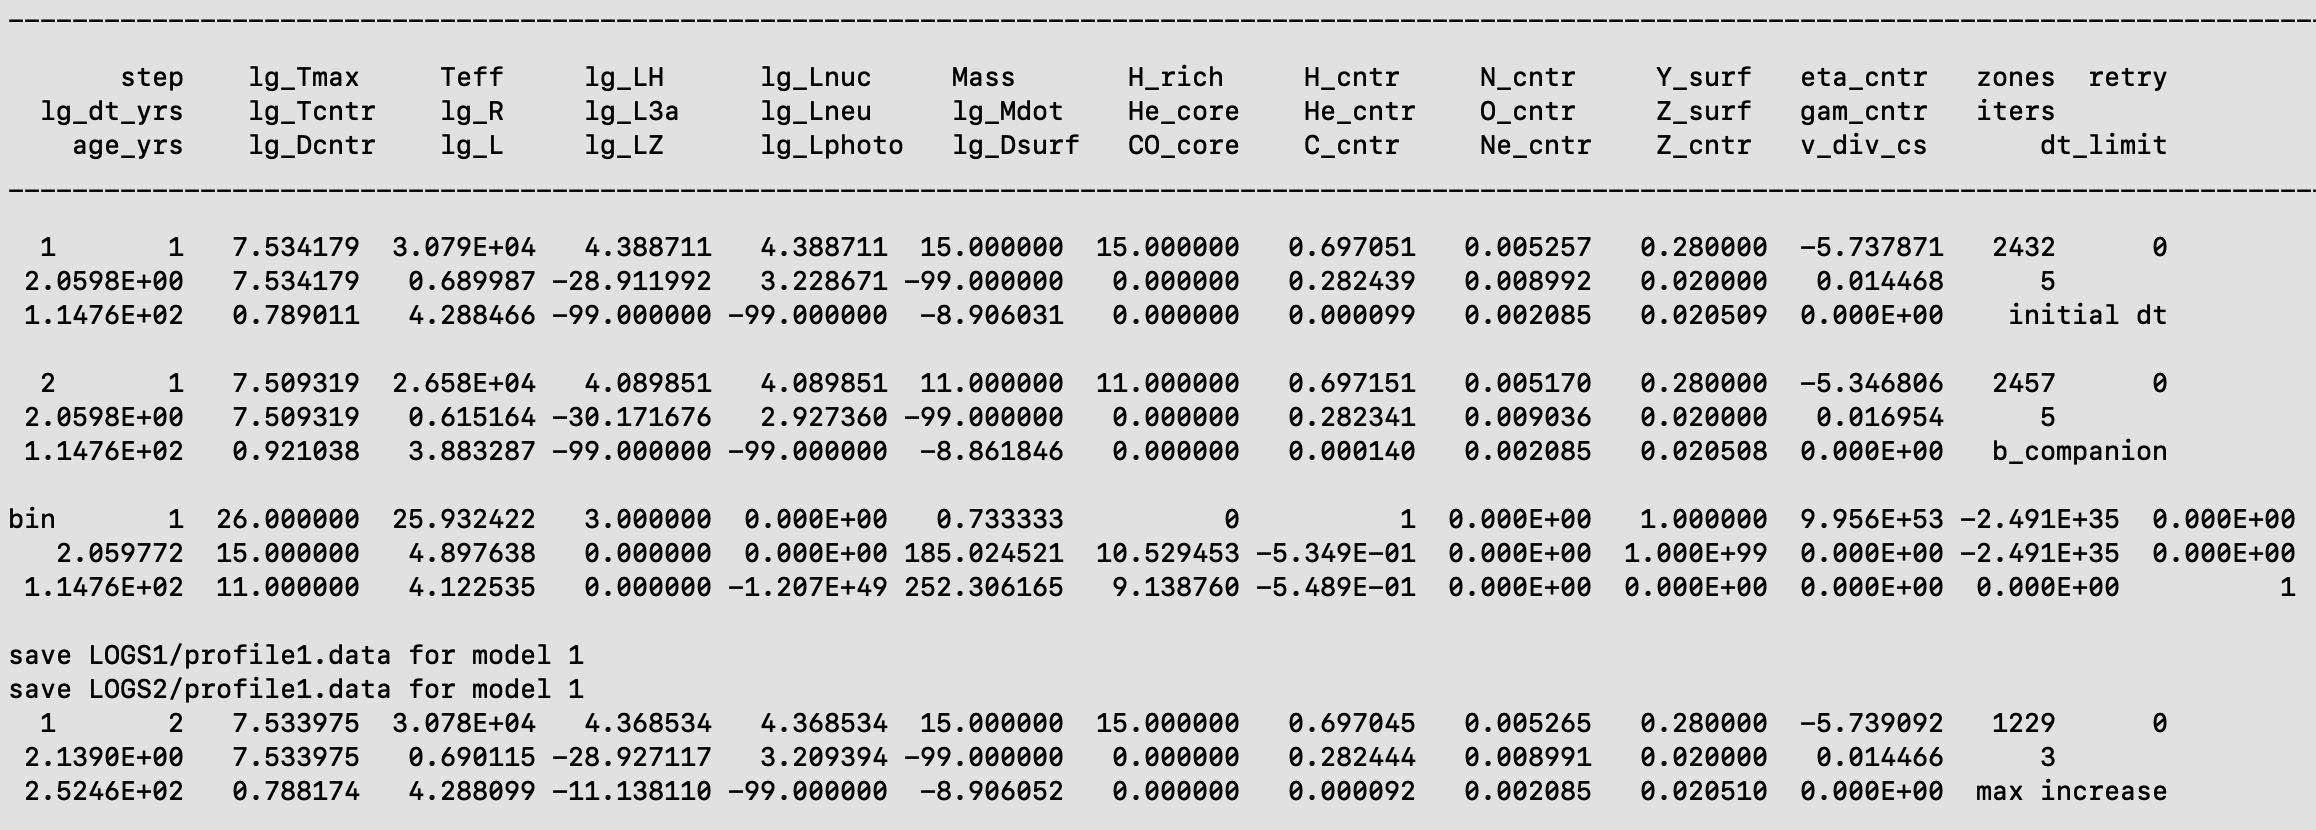 step lg_Tmax Teff lg_LH lg_Lnuc Mass H_rich H_cntr N_cntr Y_surf eta_cntr zones retry
lg_dt_yrs lg_Tcntr lg_R lg_L3a lg_Lneu lg_Mdot He_core He_cntr O_cntr Z_surf gam_cntr iters
age_yrs lg_Dcntr lg_L lg_LZ lg_Lphoto lg_Dsurf CO_core C_cntr Ne_cntr Z_cntr v_div_cs dt_limit
1 1 7.534179 3.079E+04 4.388711 4.388711 15.000000 15.000000 0.697051 0.005257 0.280000 -5.737871 2432 0
2.0598E+00 7.534179 0.689987 -28.911992 3.228671 -99.000000 0.000000 0.282439 0.008992 0.020000 0.014468 5
1.1476E+02 0.789011 4.288466 -99.000000 -99.000000 -8.906031 0.000000 0.000099 0.002085 0.020509 0.000E+00 initial dt
2 1 7.509319 2.658E+04 4.089851 4.089851 11.000000 11.000000 0.697151 0.005170 0.280000 -5.346806 2457 0
2.0598E+00 7.509319 0.615164 -30.171676 2.927360 -99.000000 0.000000 0.282341 0.009036 0.020000 0.016954 5
1.1476E+02 0.921038 3.883287 -99.000000 -99.000000 -8.861846 0.000000 0.000140 0.002085 0.020508 0.000E+00 b_companion
bin 1 26.000000 25.932422 3.000000 0.000E+00 0.733333 0 1 0.000E+00 1.000000 9.956E+53 -2.491E+35 0.000E+00
2.059772 15.000000 4.897638 0.000000 0.000E+00 185.024521 10.529453 -5.349E-01 0.000E+00 1.000E+99 0.000E+00 -2.491E+35 0.000E+00
1.1476E+02 11.000000 4.122535 0.000000 -1.207E+49 252.306165 9.138760 -5.489E-01 0.000E+00 0.000E+00 0.000E+00 0.000E+00 1
save LOGS1/profile1.data for model 1
save LOGS2/profile1.data for model 1
1 2 7.533975 3.078E+04 4.368534 4.368534 15.000000 15.000000 0.697045 0.005265 0.280000 -5.739092 1229 0
2.1390E+00 7.533975 0.690115 -28.927117 3.209394 -99.000000 0.000000 0.282444 0.008991 0.020000 0.014466 3
2.5246E+02 0.788174 4.288099 -11.138110 -99.000000 -8.906052 0.000000 0.000092 0.002085 0.020510 0.000E+00 max increase